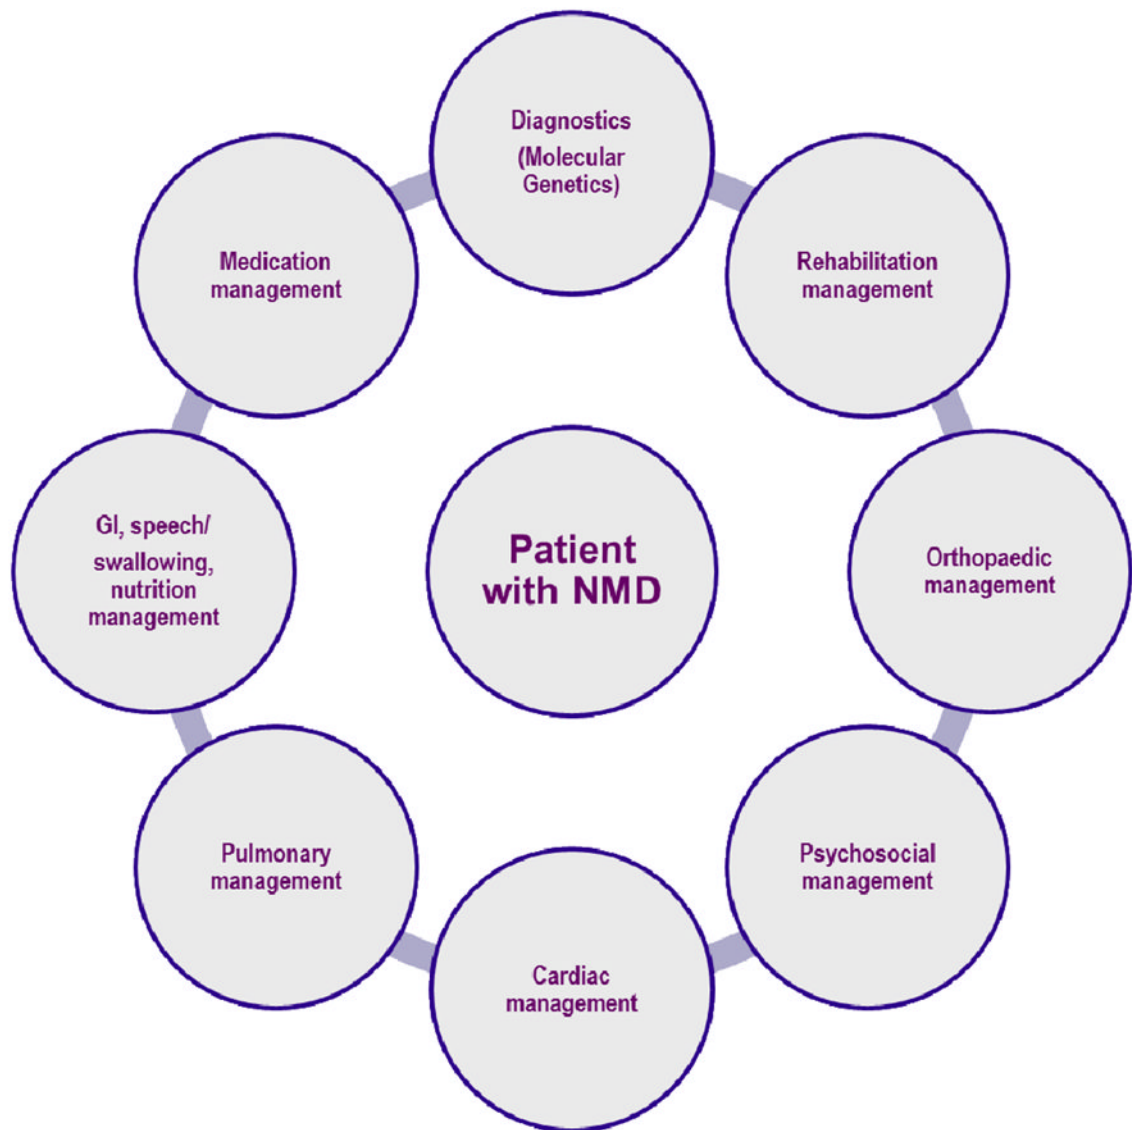 Diagnostics
(Molecular
Genetics)
Rehabilitation
management
Orthopaedic
management
Psychosocial
management
Cardiac
management
Pulmonary
management
GI, speech/
swallowing,
nutrition
management
Medication
management
Patient
with NMD